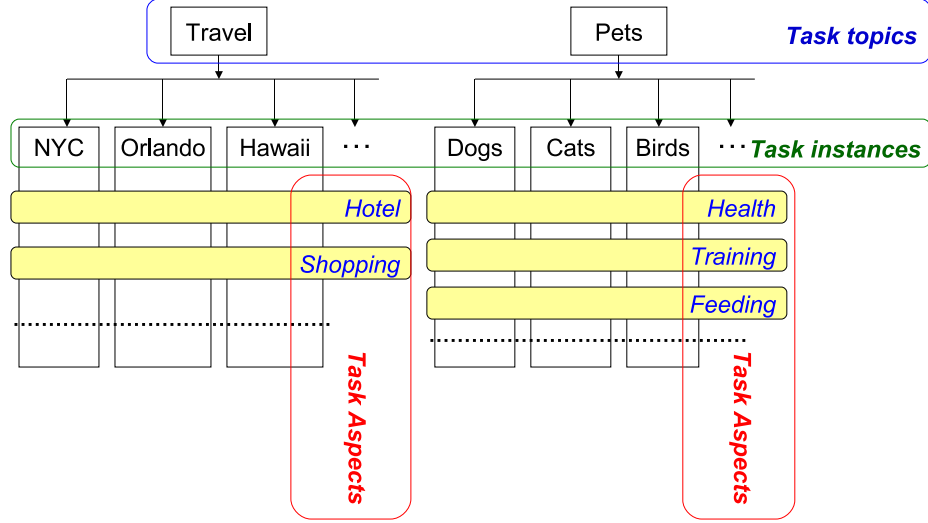 Travel
Pets
Task topics
NYC
Orlando
Hawaii
...
Dogs
Cats
Birds
...
Task instances
Hotel
Health
Shopping
Training
Feeding
Task Aspects
Task Aspects